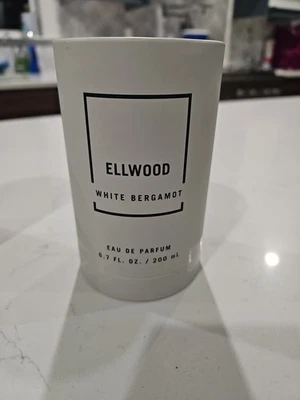 ELLWOOD
WHITE BERGAMOT
EAU DE PARFUM
6.7 FL. OZ. / 200 mL